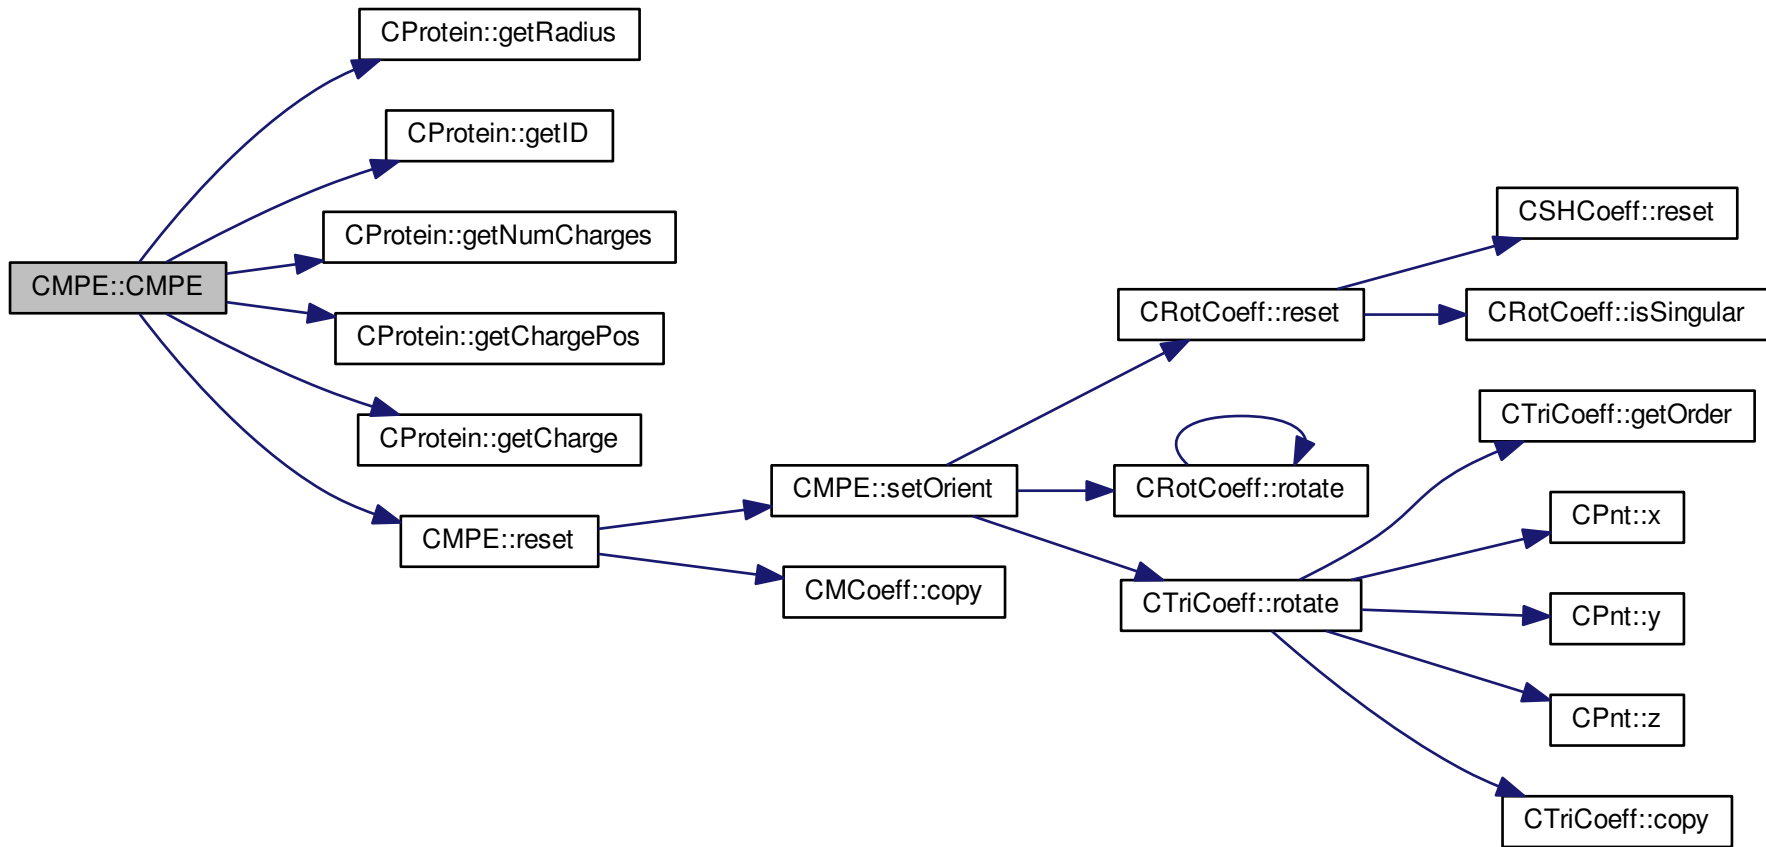 CProtein::getRadius
CProtein::getID
CProtein::getNumCharges
CMPE::CMPE
CProtein::getChargePos
CProtein::getCharge
CMPE::reset
CMPE::setOrient
CMCoeff::copy
CRotCoeff::reset
CRotCoeff::rotate
CTriCoeff::rotate
CSHCoeff::reset
CRotCoeff::isSingular
CTriCoeff::getOrder
CPnt::x
CPnt::y
CPnt::z
CTriCoeff::copy